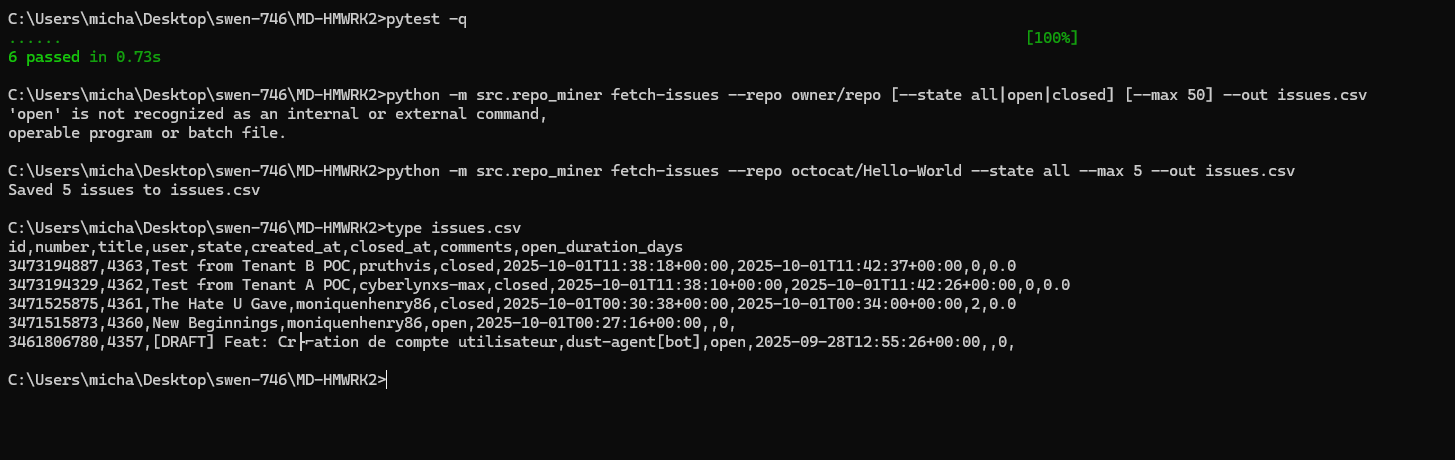 C:\Users\micha\Desktop\swen-746\MD-HMWRK2>pytest -q
...... [100%]
6 passed in 0.73s
C:\Users\micha\Desktop\swen-746\MD-HMWRK2>python -m src.repo_miner fetch-issues --repo owner/repo [--state all|open|closed] [--max 50] --out issues.csv
'open' is not recognized as an internal or external command,
operable program or batch file.
C:\Users\micha\Desktop\swen-746\MD-HMWRK2>python -m src.repo_miner fetch-issues --repo octocat/Hello-World --state all --max 5 --out issues.csv
Saved 5 issues to issues.csv
C:\Users\micha\Desktop\swen-746\MD-HMWRK2>type issues.csv
id,number,title,user,state,created_at,closed_at,comments,open_duration_days
3473194887,4363,Test from Tenant B POC,pruthvis,closed,2025-10-01T11:38:18+00:00,2025-10-01T11:42:37+00:00,0,0.0
3473194329,4362,Test from Tenant A POC,cyberlynxs-max,closed,2025-10-01T11:38:10+00:00,2025-10-01T11:42:26+00:00,0,0.0
3471525875,4361,The Hate U Gave,moniquenhenry86,closed,2025-10-01T00:30:38+00:00,2025-10-01T00:34:00+00:00,2,0.0
3471515873,4360,New Beginnings,moniquenhenry86,open,2025-10-01T00:27:16+00:00,,0,
3461806780,4357,[DRAFT] Feat: Cr├⌐ation de compte utilisateur,dust-agent[bot],open,2025-09-28T12:55:26+00:00,,0,
C:\Users\micha\Desktop\swen-746\MD-HMWRK2>